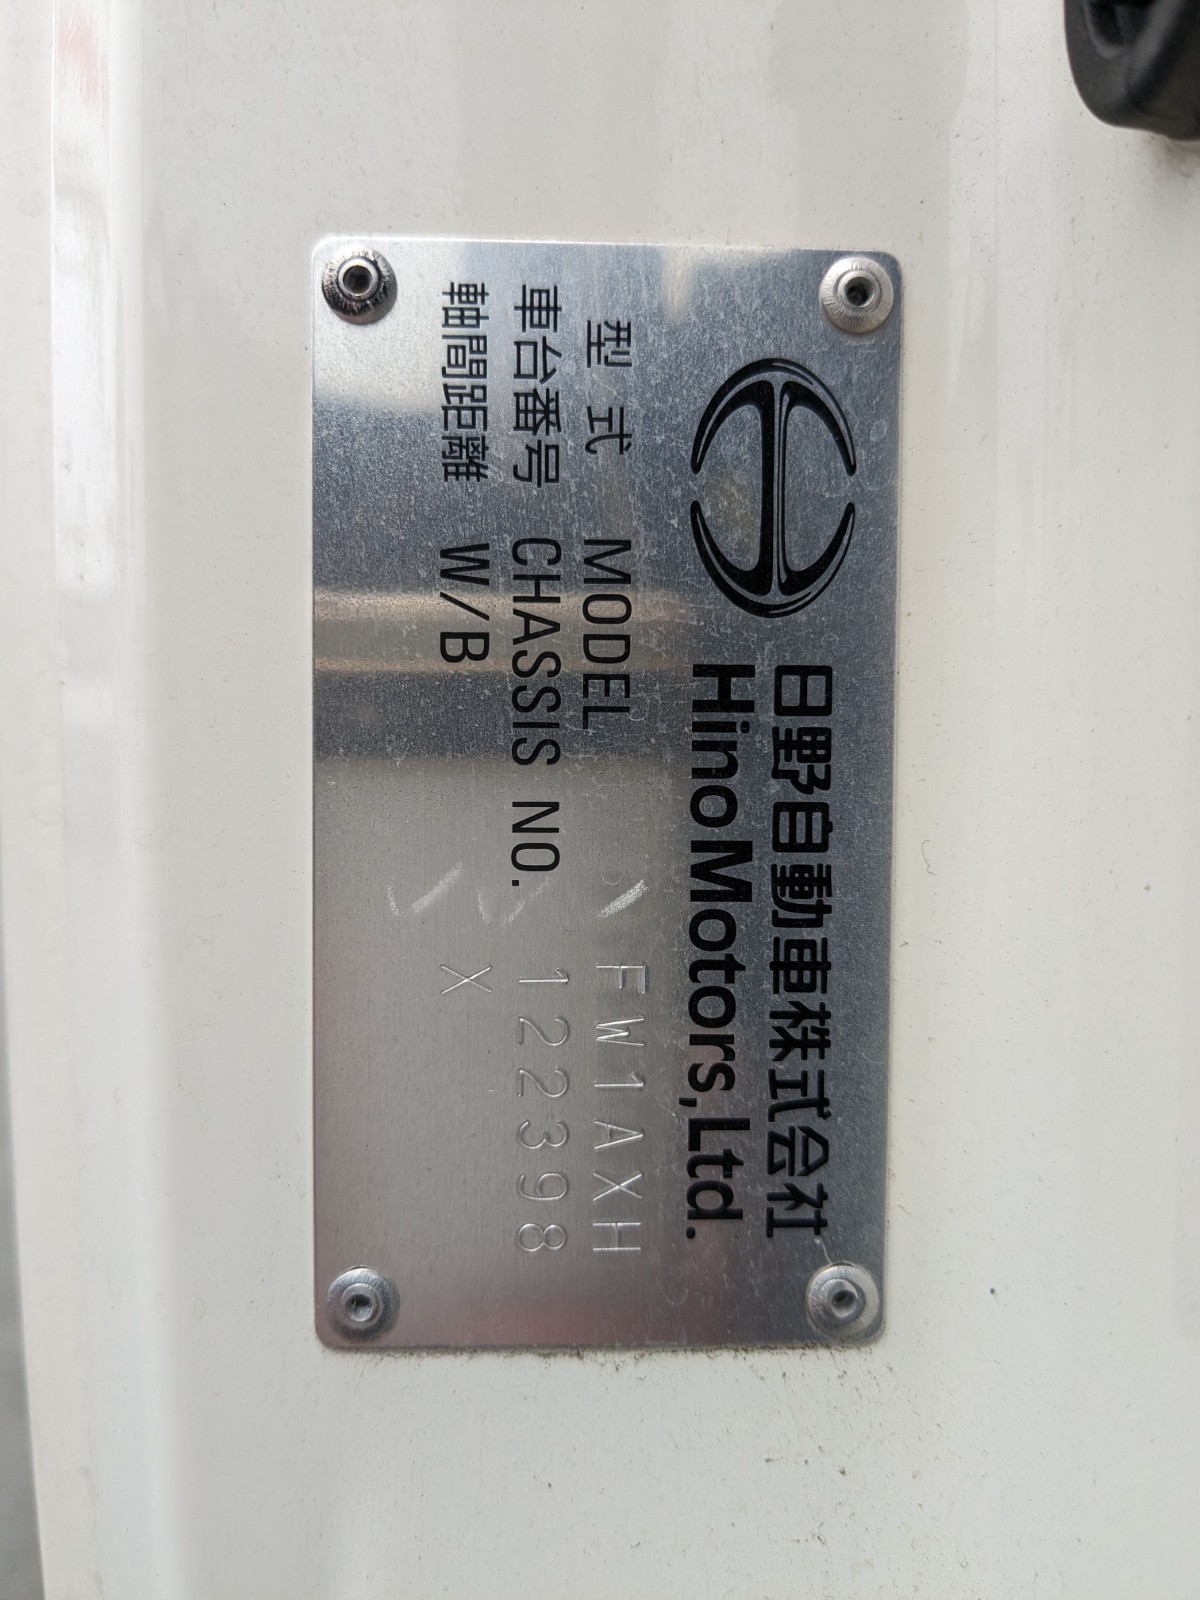 日野自動車株式会社
Hino Motors, Ltd.
型式 MODEL FW1AXH
車台番号 CHASSIS NO. 122398
軸間距離 W/B X